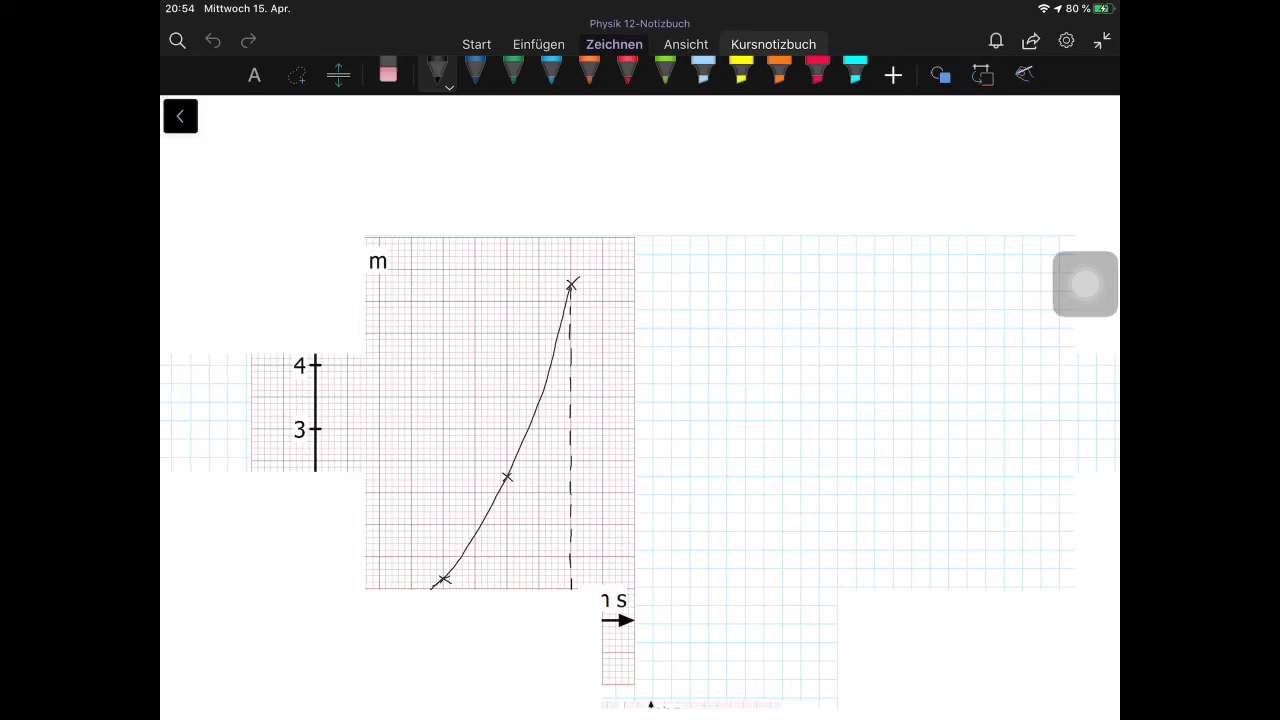 20:54 Mittwoch 15. Apr. 80 %
Physik 12-Notizbuch
Start Einfügen Zeichnen Ansicht Kursnotizbuch
A
m
4
3
s